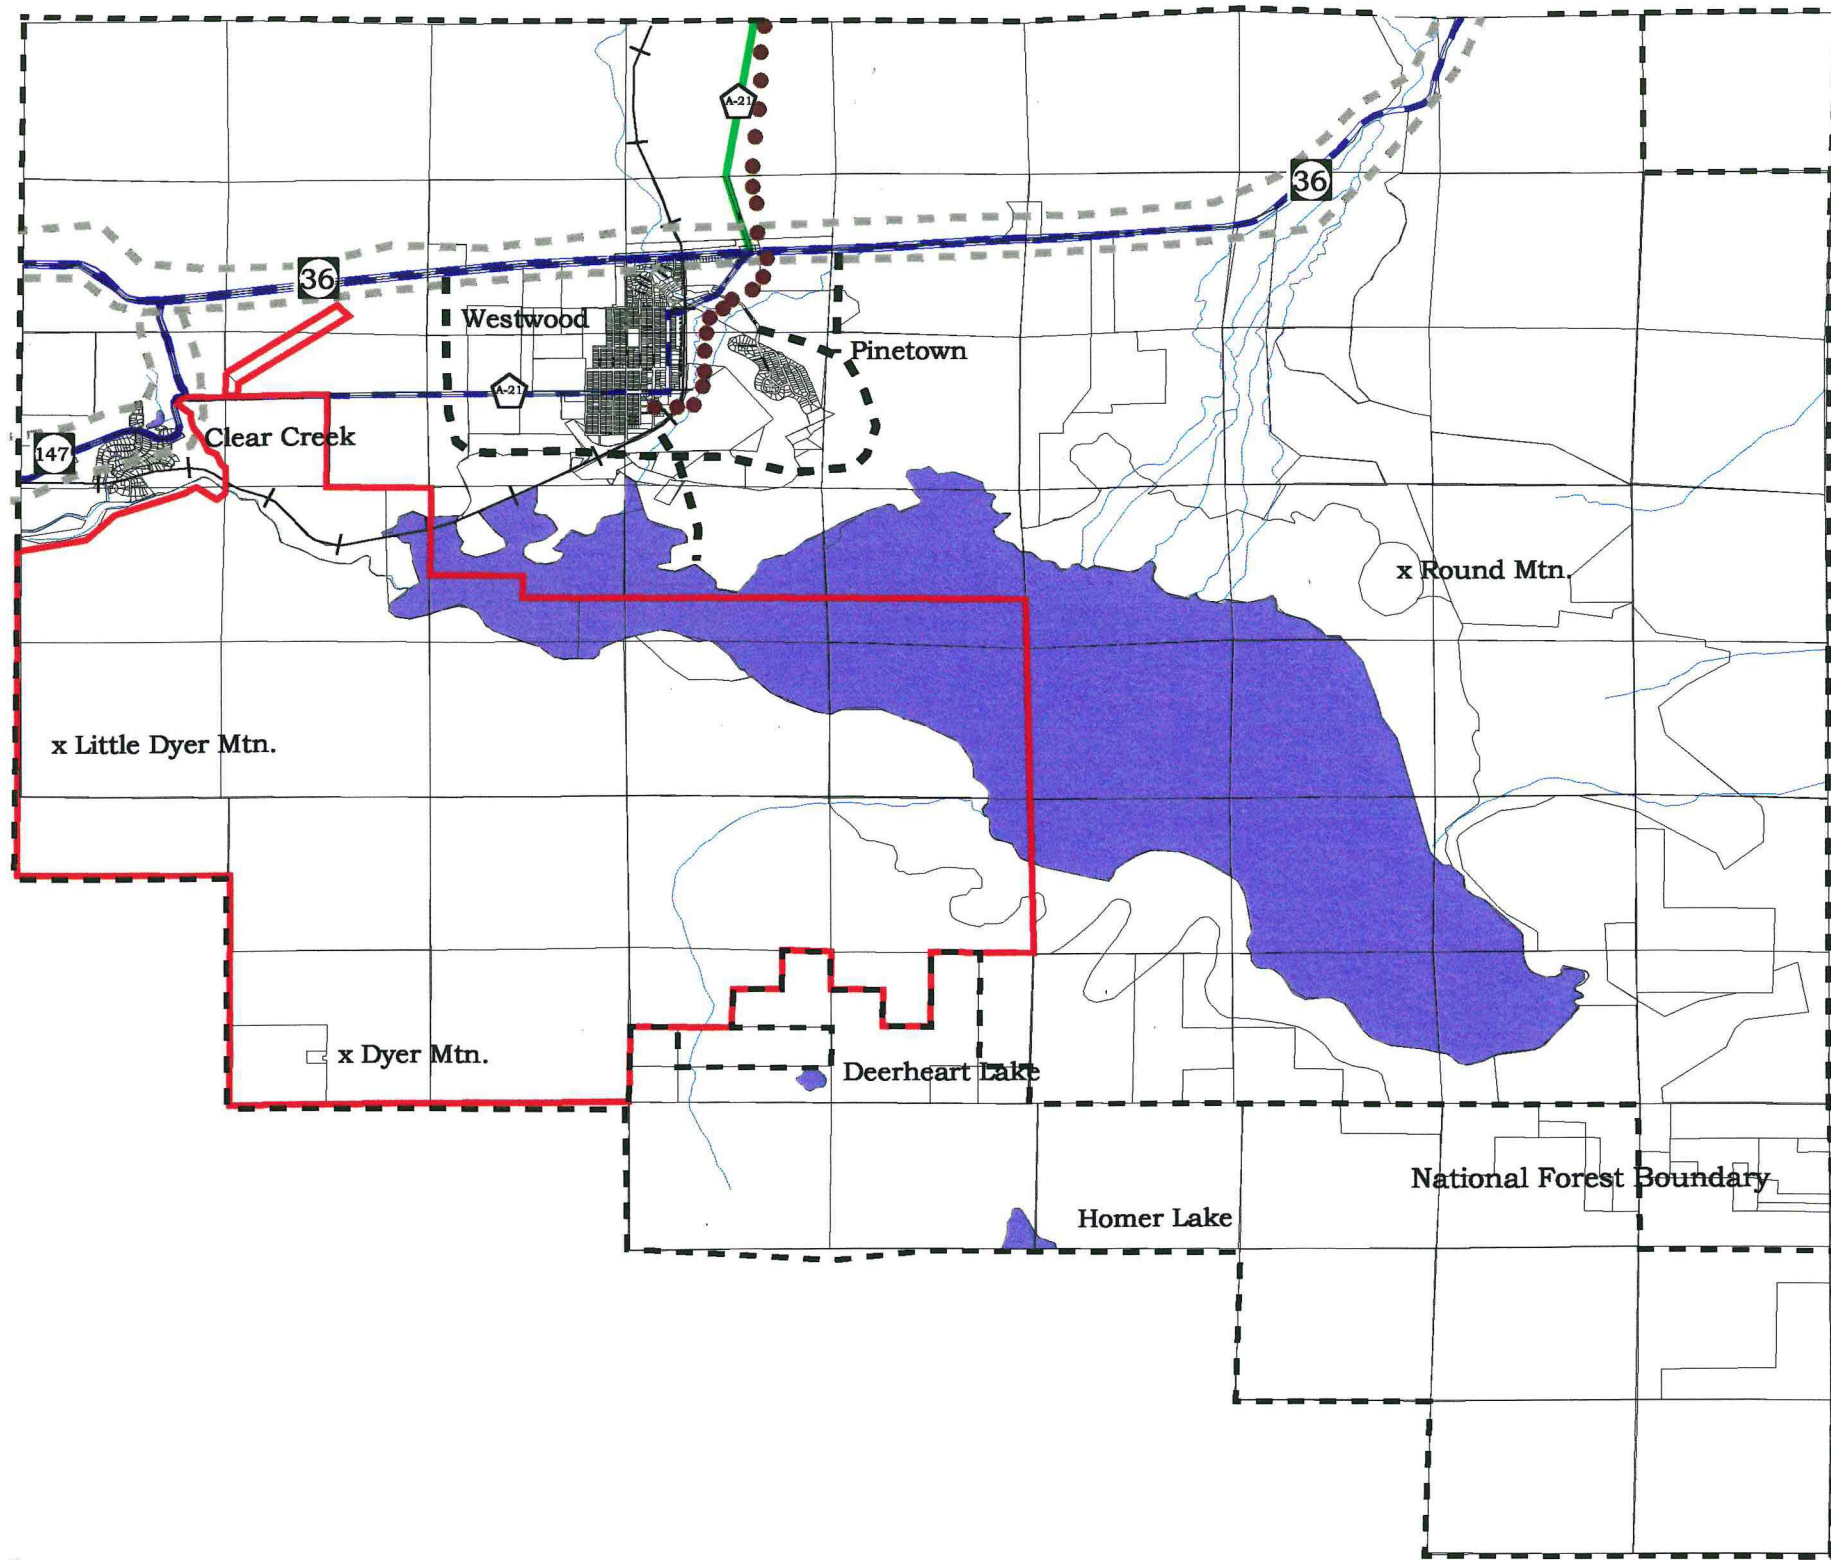 A-21
36
36
Westwood
Pinetown
A-21
Clear Creek
147
x Round Mtn.
x Little Dyer Mtn.
x Dyer Mtn.
Deerheart Lake
National Forest Boundary
Homer Lake